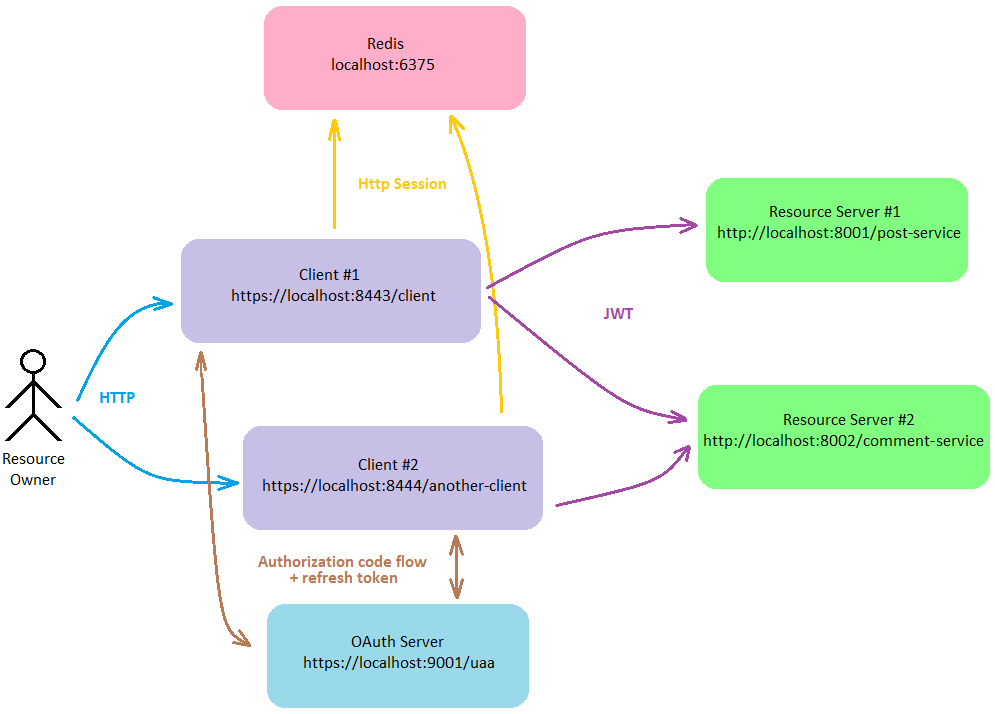 Redis
localhost:6375
Http Session
Resource Server #1
http://localhost:8001/post-service
Client #1
https://localhost:8443/client
JWT
HTTP
Resource
Owner
Resource Server #2
http://localhost:8002/comment-service
Client #2
https://localhost:8444/another-client
Authorization code flow
+ refresh token
OAuth Server
https://localhost:9001/uaa